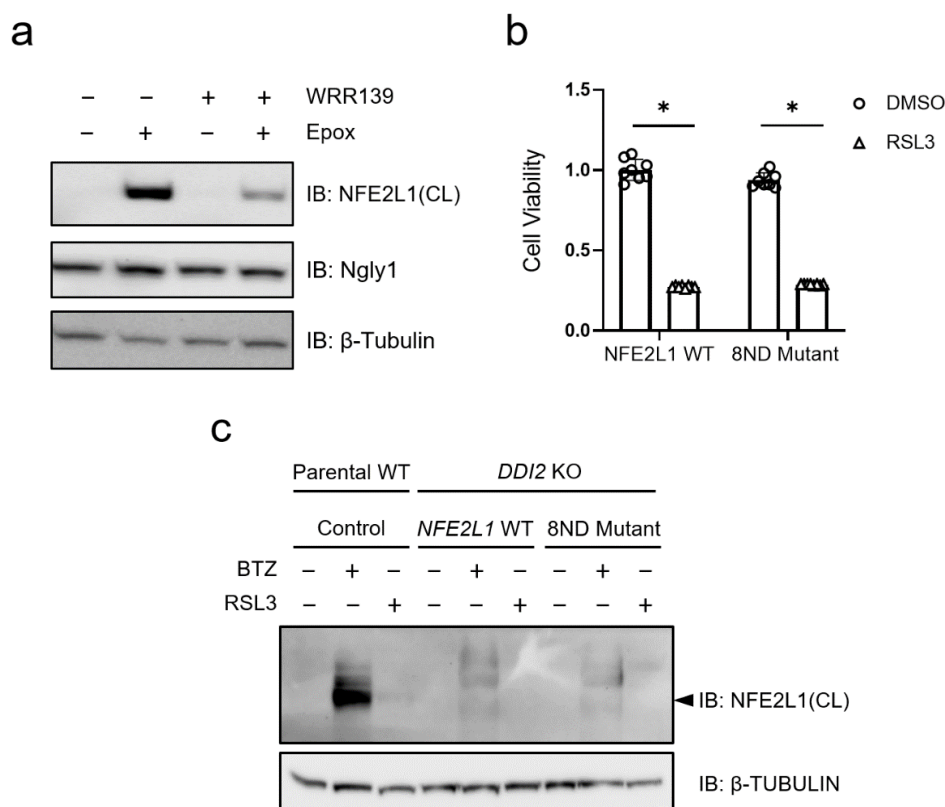 a
– – + + WRR139
– + – + Epox
IB: NFE2L1(CL)
IB: Ngly1
IB: β-Tubulin
b
Cell Viability
1.5
1.0
0.5
0.0
* *
NFE2L1 WT 8ND Mutant
DMSO
RSL3
c
Parental WT DDI2 KO
Control NFE2L1 WT 8ND Mutant
BTZ – + – – + – – + –
RSL3 – – + – – + – – +
IB: NFE2L1(CL)
IB: β-TUBULIN